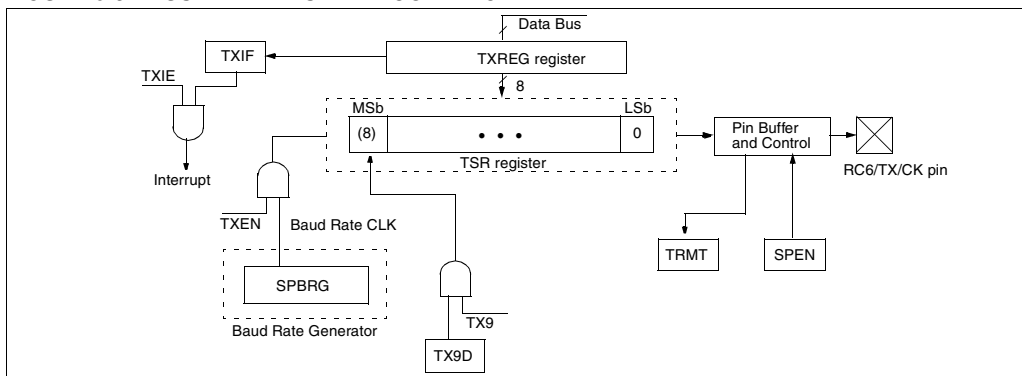 Data Bus
TXIF
TXREG register
TXIE
8
MSb
LSb
(8)
• • •
0
Pin Buffer
and Control
TSR register
Interrupt
RC6/TX/CK pin
TXEN
Baud Rate CLK
TRMT
SPEN
SPBRG
TX9
Baud Rate Generator
TX9D